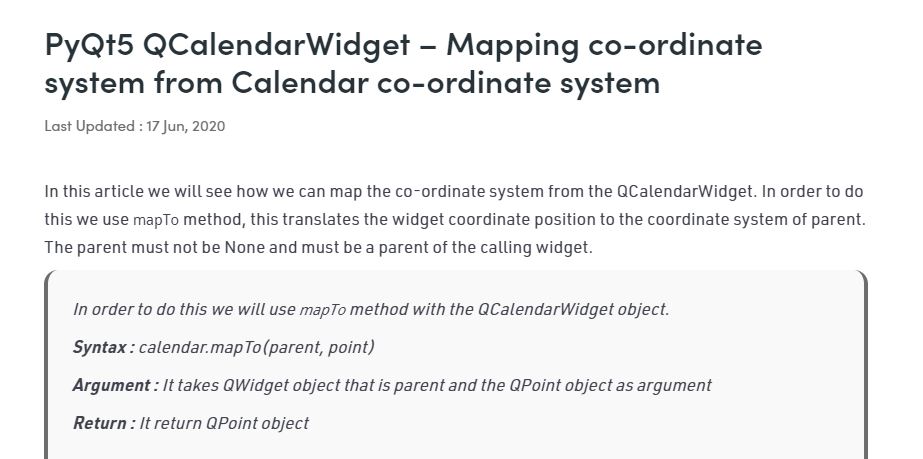 PyQt5 QCalendarWidget – Mapping co-ordinate
system from Calendar co-ordinate system
Last Updated : 17 Jun, 2020
In this article we will see how we can map the co-ordinate system from the QCalendarWidget. In order to do
this we use mapTo method, this translates the widget coordinate position to the coordinate system of parent.
The parent must not be None and must be a parent of the calling widget.
In order to do this we will use mapTo method with the QCalendarWidget object.
Syntax : calendar.mapTo(parent, point)
Argument : It takes QWidget object that is parent and the QPoint object as argument
Return : It return QPoint object